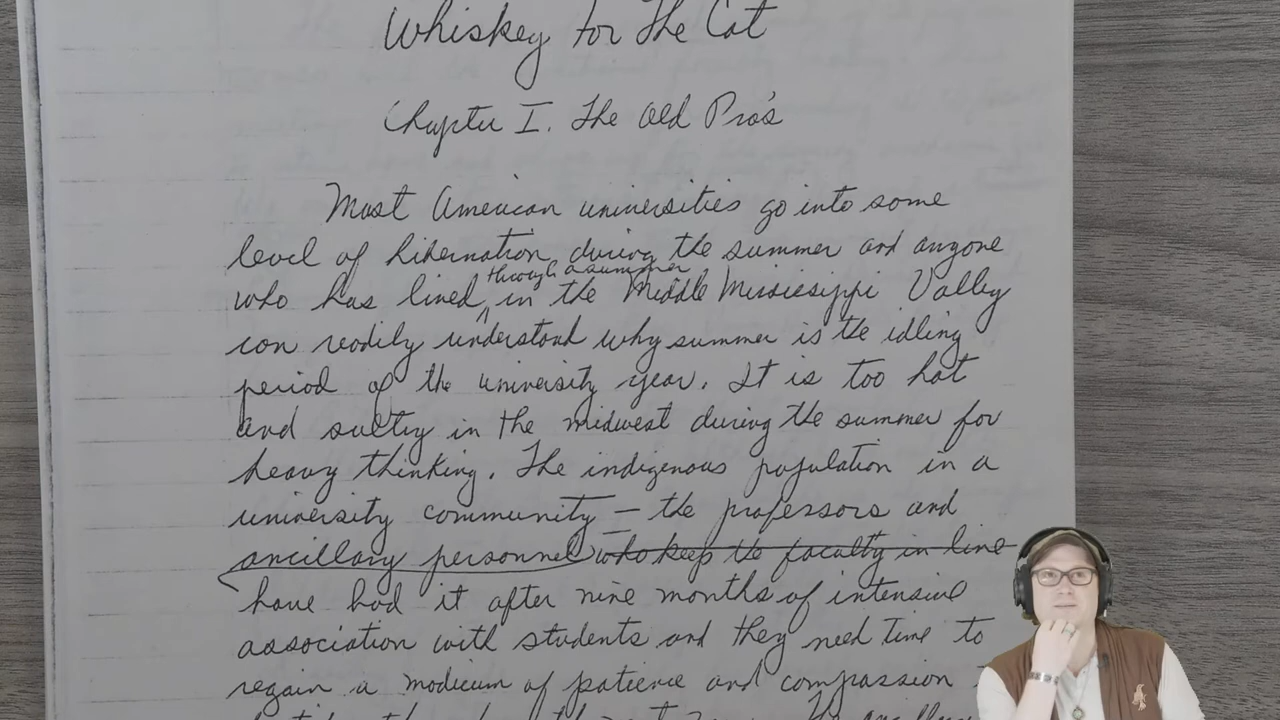 Whiskey for The Cat
Chapter I. The Old Pro's
Most American universities go into some
level of hibernation during the summer and anyone
through a summer
who has lived in the Middle Mississippi Valley
can readily understand why summer is the idling
period of the university year. It is too hot
and sultry in the midwest during the summer for
heavy thinking. The indigenous population in a
university community – the professors and
ancillary personnel who keep the faculty in line
have had it after nine months of intensive
association with students and they need time to
regain a modicum of patience and compassion